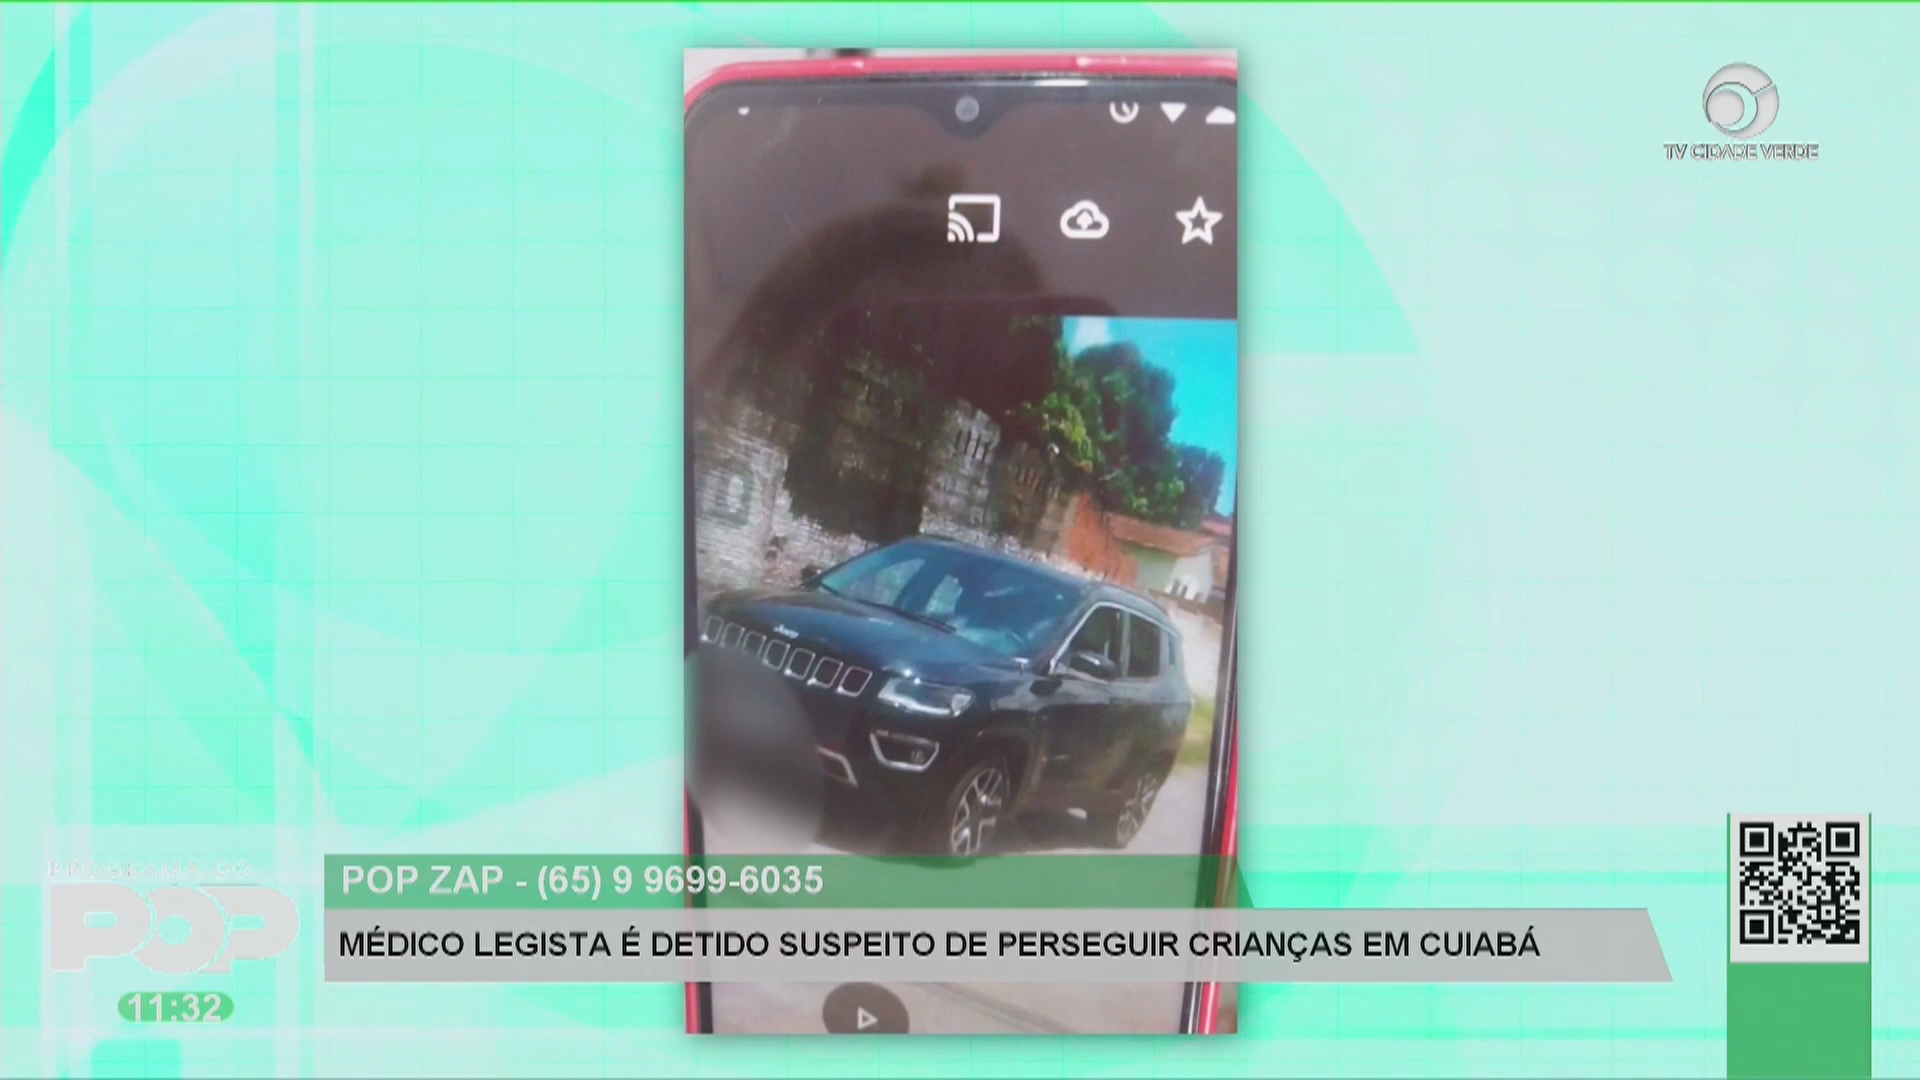 TV CIDADE VERDE
Jeep
PROGRAMA DO
POP
POP ZAP - (65) 9 9699-6035
MÉDICO LEGISTA É DETIDO SUSPEITO DE PERSEGUIR CRIANÇAS EM CUIABÁ
11:32